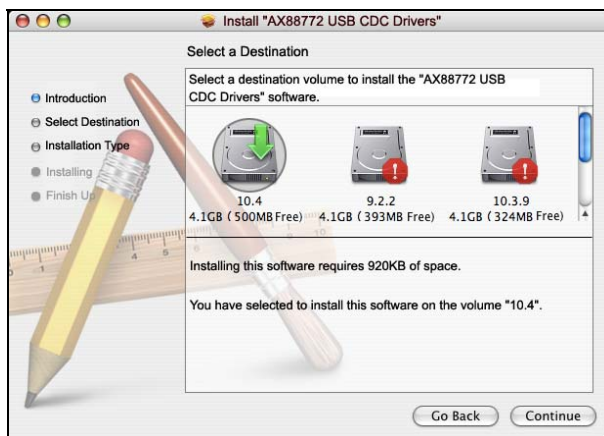 Install "AX88772 USB CDC Drivers"
Select a Destination
Introduction
Select Destination
Installation Type
Installing
Finish Up
Select a destination volume to install the "AX88772 USB
CDC Drivers" software.
10.4
4.1GB (500MB Free)
9.2.2
4.1GB (393MB Free)
10.3.9
4.1GB (324MB Free)
Installing this software requires 920KB of space.
You have selected to install this software on the volume "10.4".
Go Back
Continue